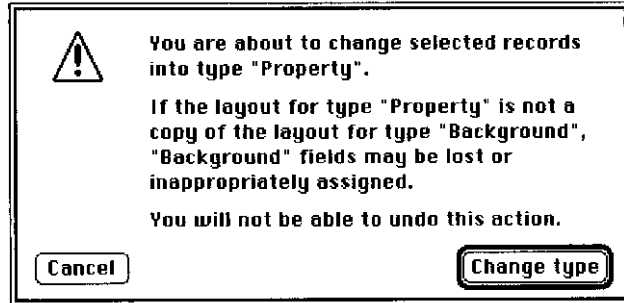 You are about to change selected records
into type "Property".
If the layout for type "Property" is not a
copy of the layout for type "Background",
"Background" fields may be lost or
inappropriately assigned.
You will not be able to undo this action.
Cancel
Change type